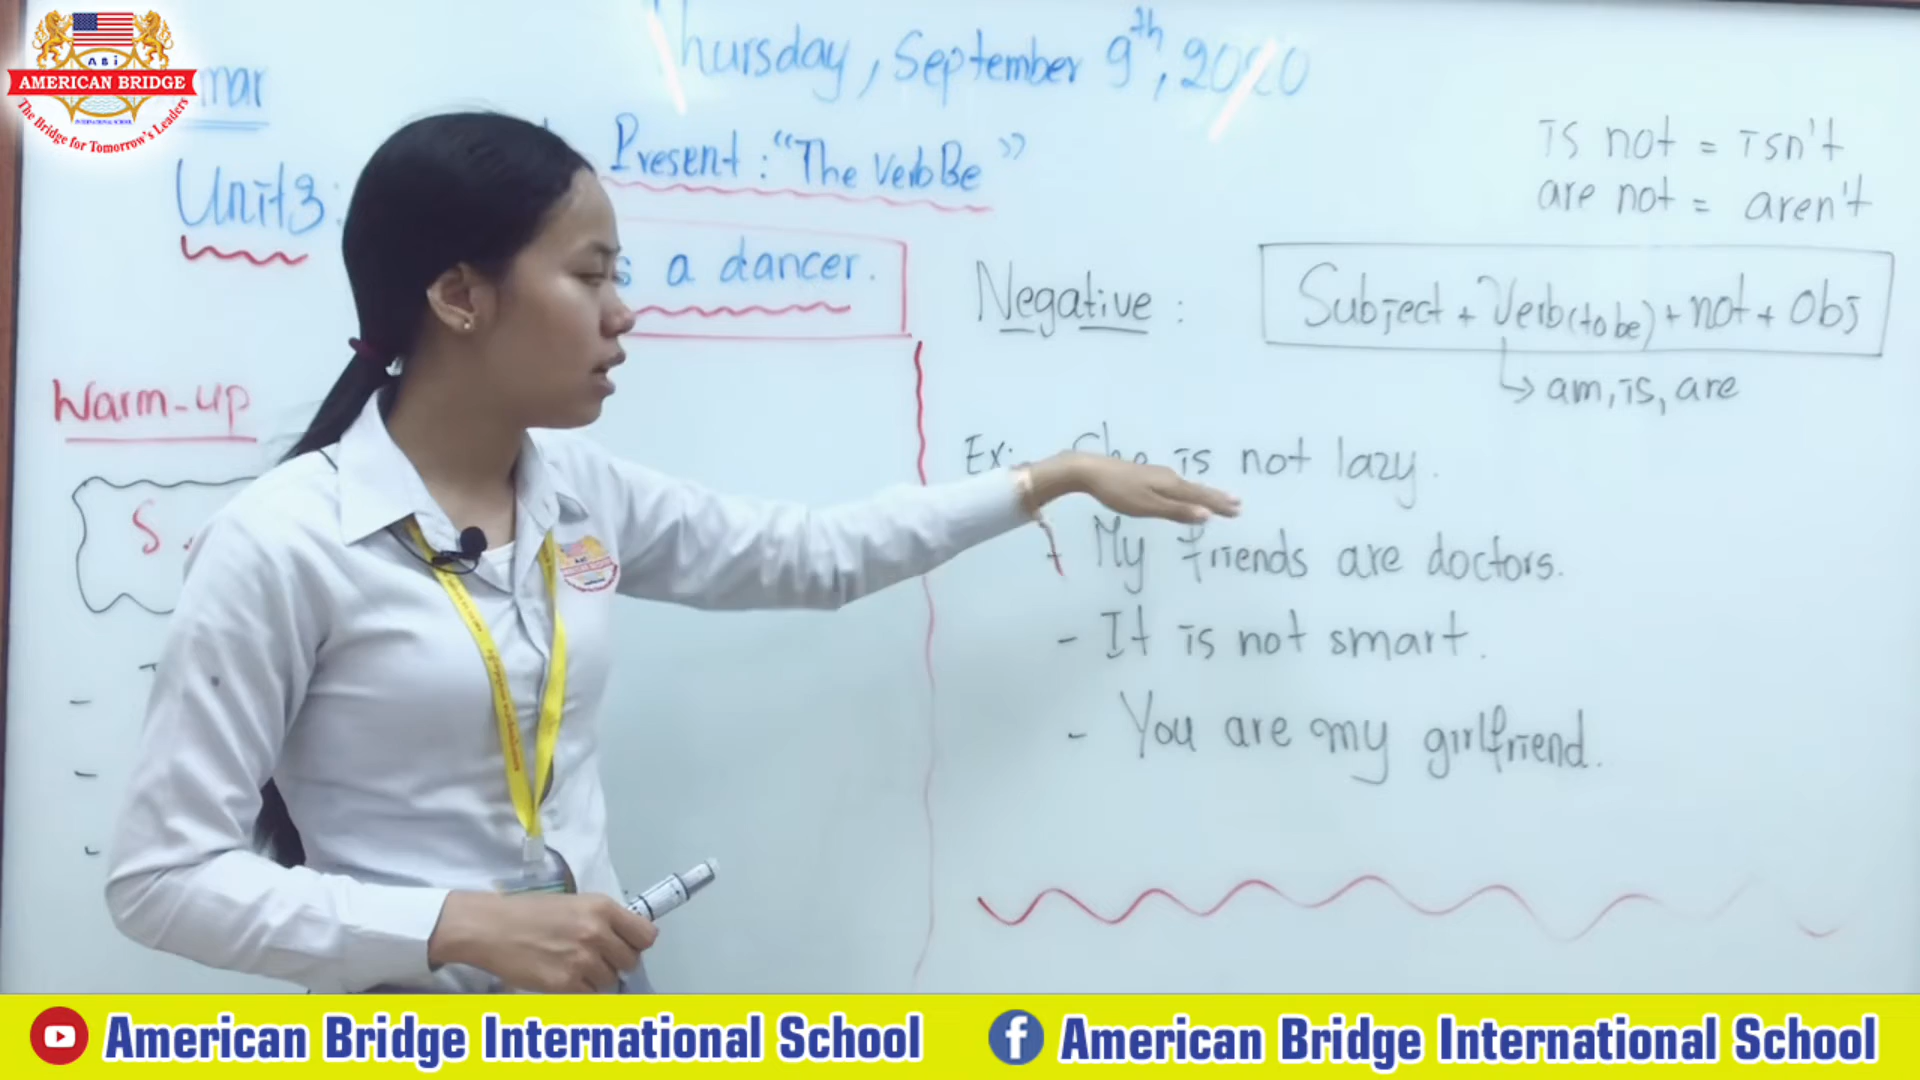 AMERICAN BRIDGE
The Bridge for Tomorrow's Leaders
Thursday, September 9th, 2020
Unit 3:
Present: "The Verb Be"
a dancer.
Warm-up
S
is not = isn't
are not = aren't
Negative:
Subject + Verb(to be) + not + Obj
am, is, are
Ex:
is not lazy.
- My friends are doctors.
- It is not smart.
- You are my girlfriend.
American Bridge International School
American Bridge International School